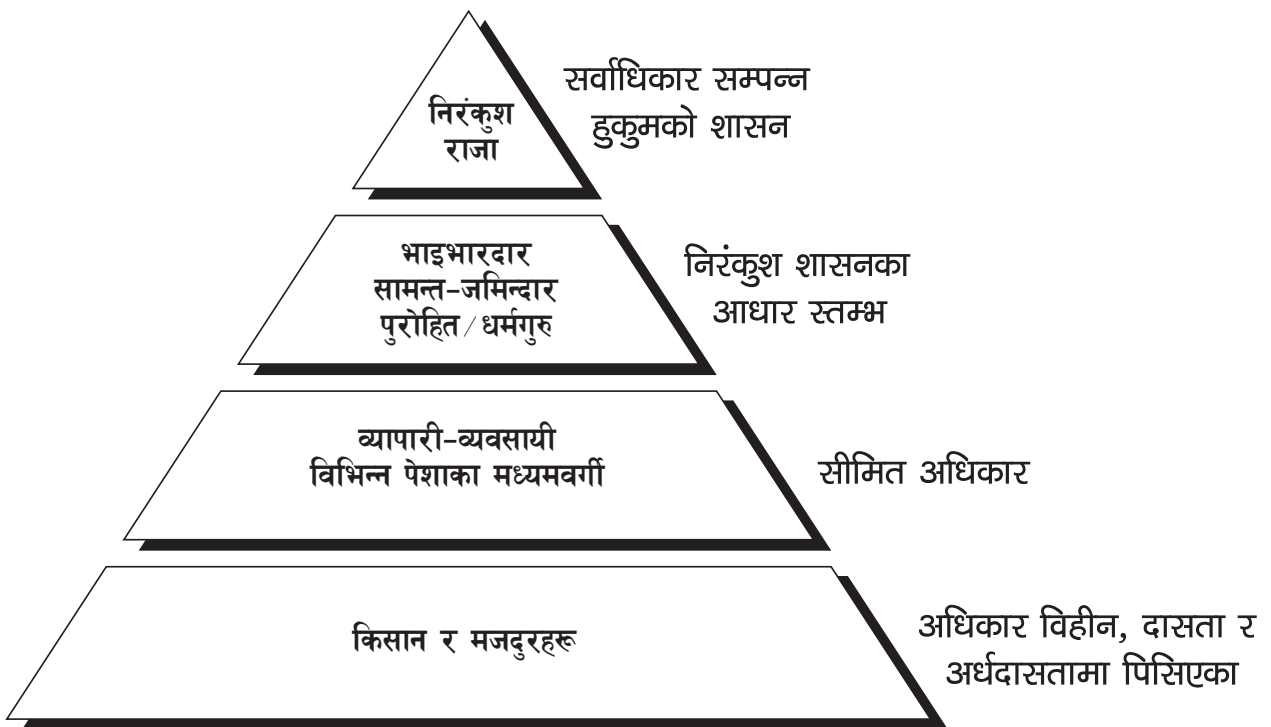 निरंकुश
राजा
सर्वाधिकार सम्पन्न
हुकुमको शासन
भाइभारदार
सामन्त-जमिन्दार
पुरोहित/धर्मगुरु
निरंकुश शासनका
आधार स्तम्भ
व्यापारी-व्यवसायी
विभिन्न पेशाका मध्यमवर्गी
सीमित अधिकार
किसान र मजदुरहरू
अधिकार विहीन, दासता र
अर्धदासतामा पिसिएका